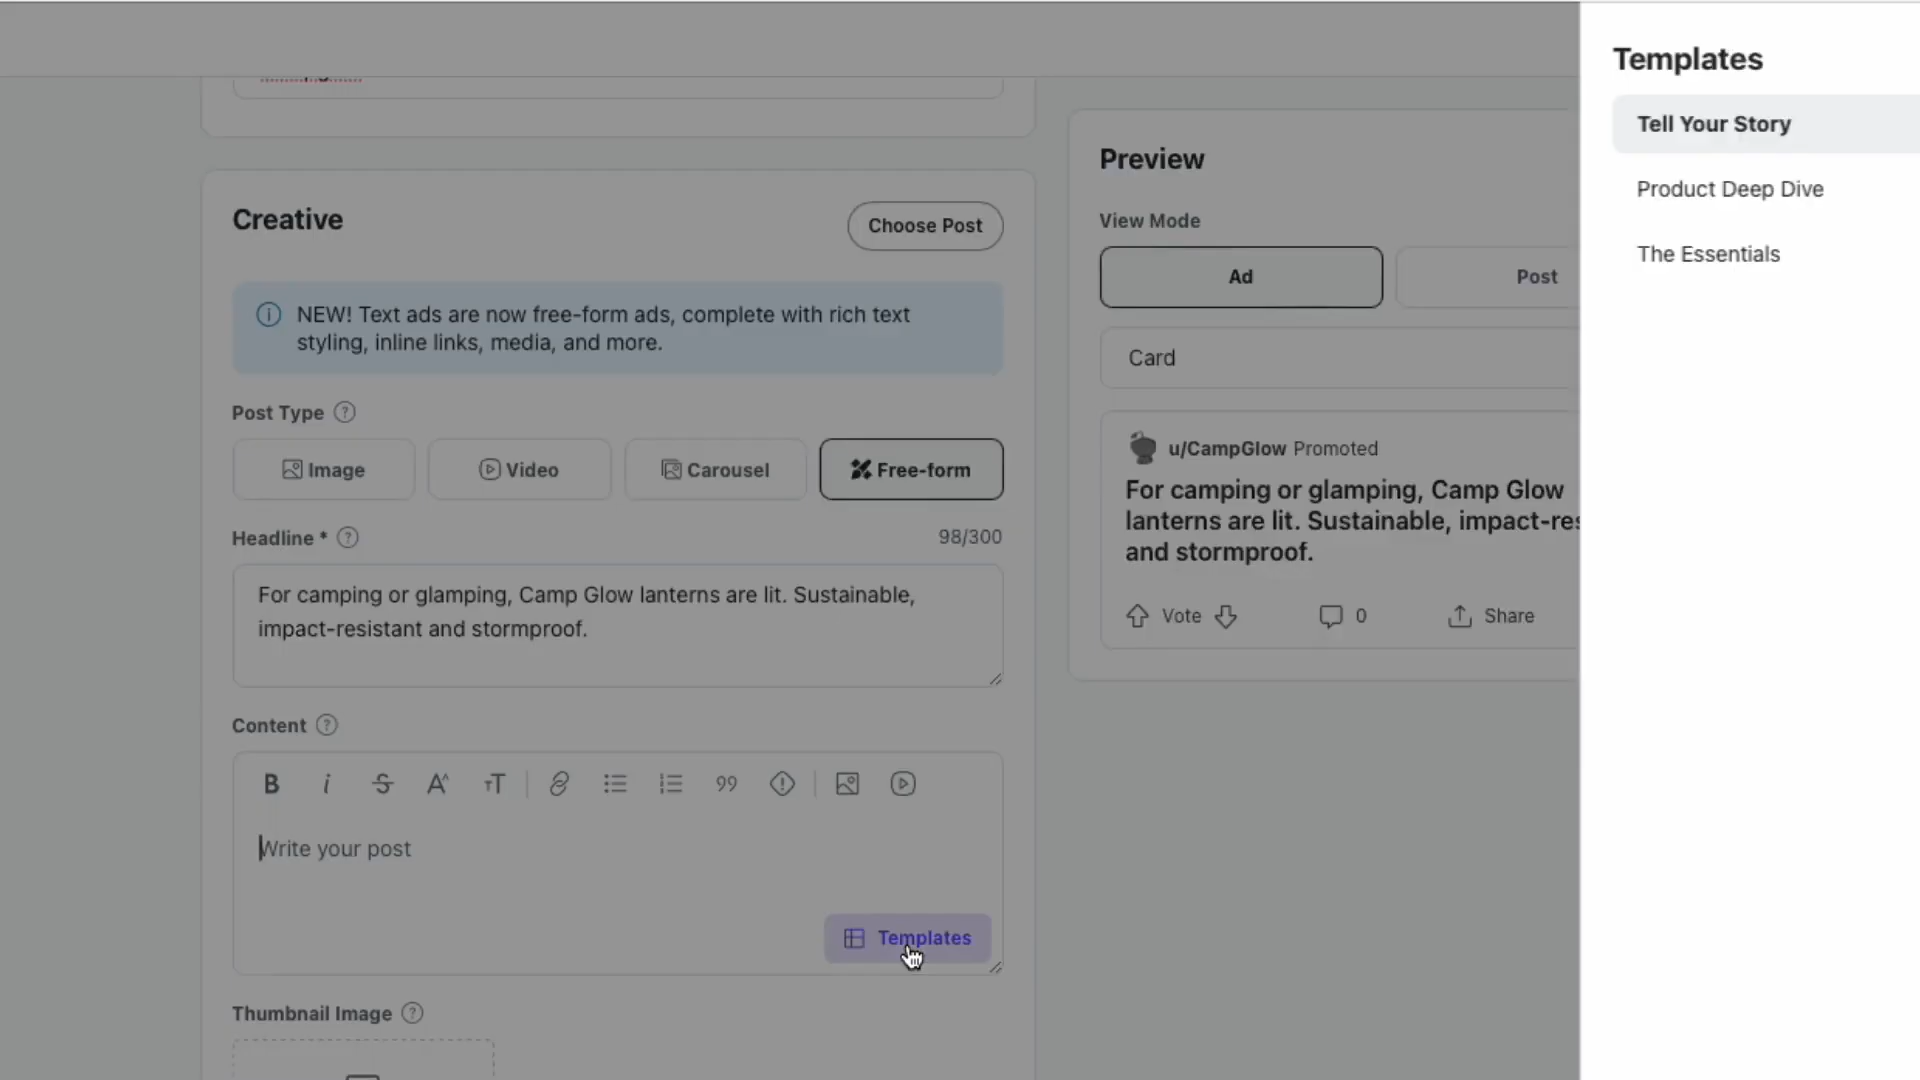 Creative
Choose Post
NEW! Text ads are now free-form ads, complete with rich text
styling, inline links, media, and more.
Post Type
Image
Video
Carousel
Free-form
Headline *
98/300
For camping or glamping, Camp Glow lanterns are lit. Sustainable,
impact-resistant and stormproof.
Content
Write your post
Templates
Thumbnail Image
Preview
View Mode
Ad
Post
Card
u/CampGlow Promoted
For camping or glamping, Camp Glow
lanterns are lit. Sustainable, impact-res
and stormproof.
Vote
0
Share
Templates
Tell Your Story
Product Deep Dive
The Essentials